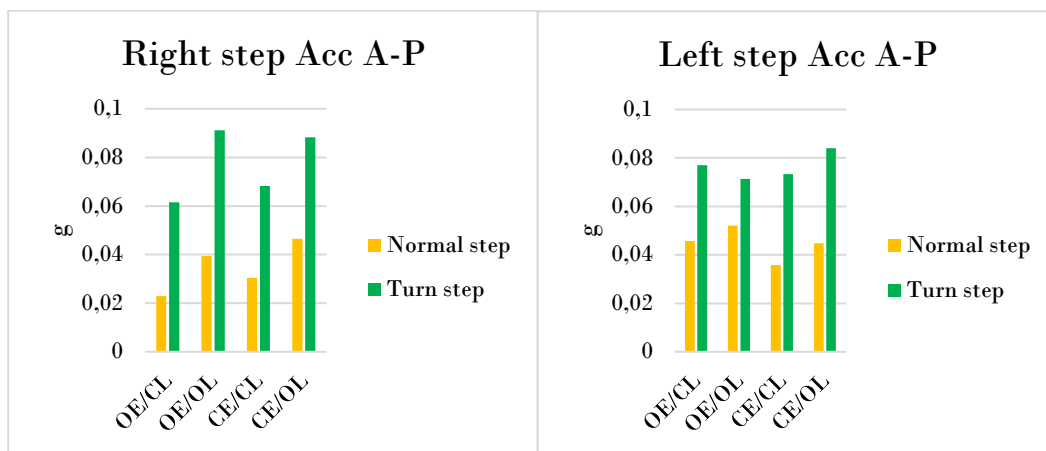 Right step Acc A-P
0,1
0,08
0,06
0,04
0,02
0
g
OE/CL
OE/OL
CE/CL
CE/OL
Normal step
Turn step
Left step Acc A-P
0,1
0,08
0,06
0,04
0,02
0
g
OE/CL
OE/OL
CE/CL
CE/OL
Normal step
Turn step